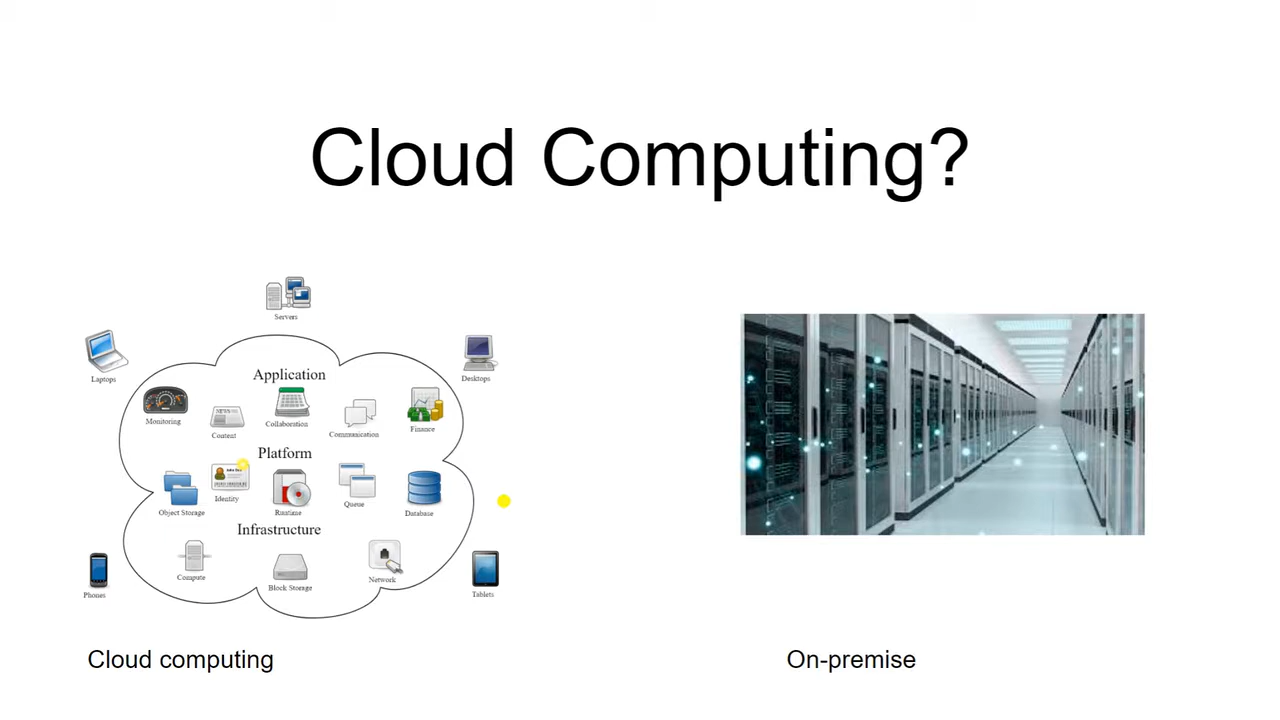 Cloud Computing?
Servers
Laptops
Desktops
Application
Monitoring
Content
Collaboration
Communication
Finance
Platform
Object Storage
Identity
Runtime
Queue
Database
Infrastructure
Compute
Block Storage
Network
Phones
Tablets
Cloud computing
On-premise